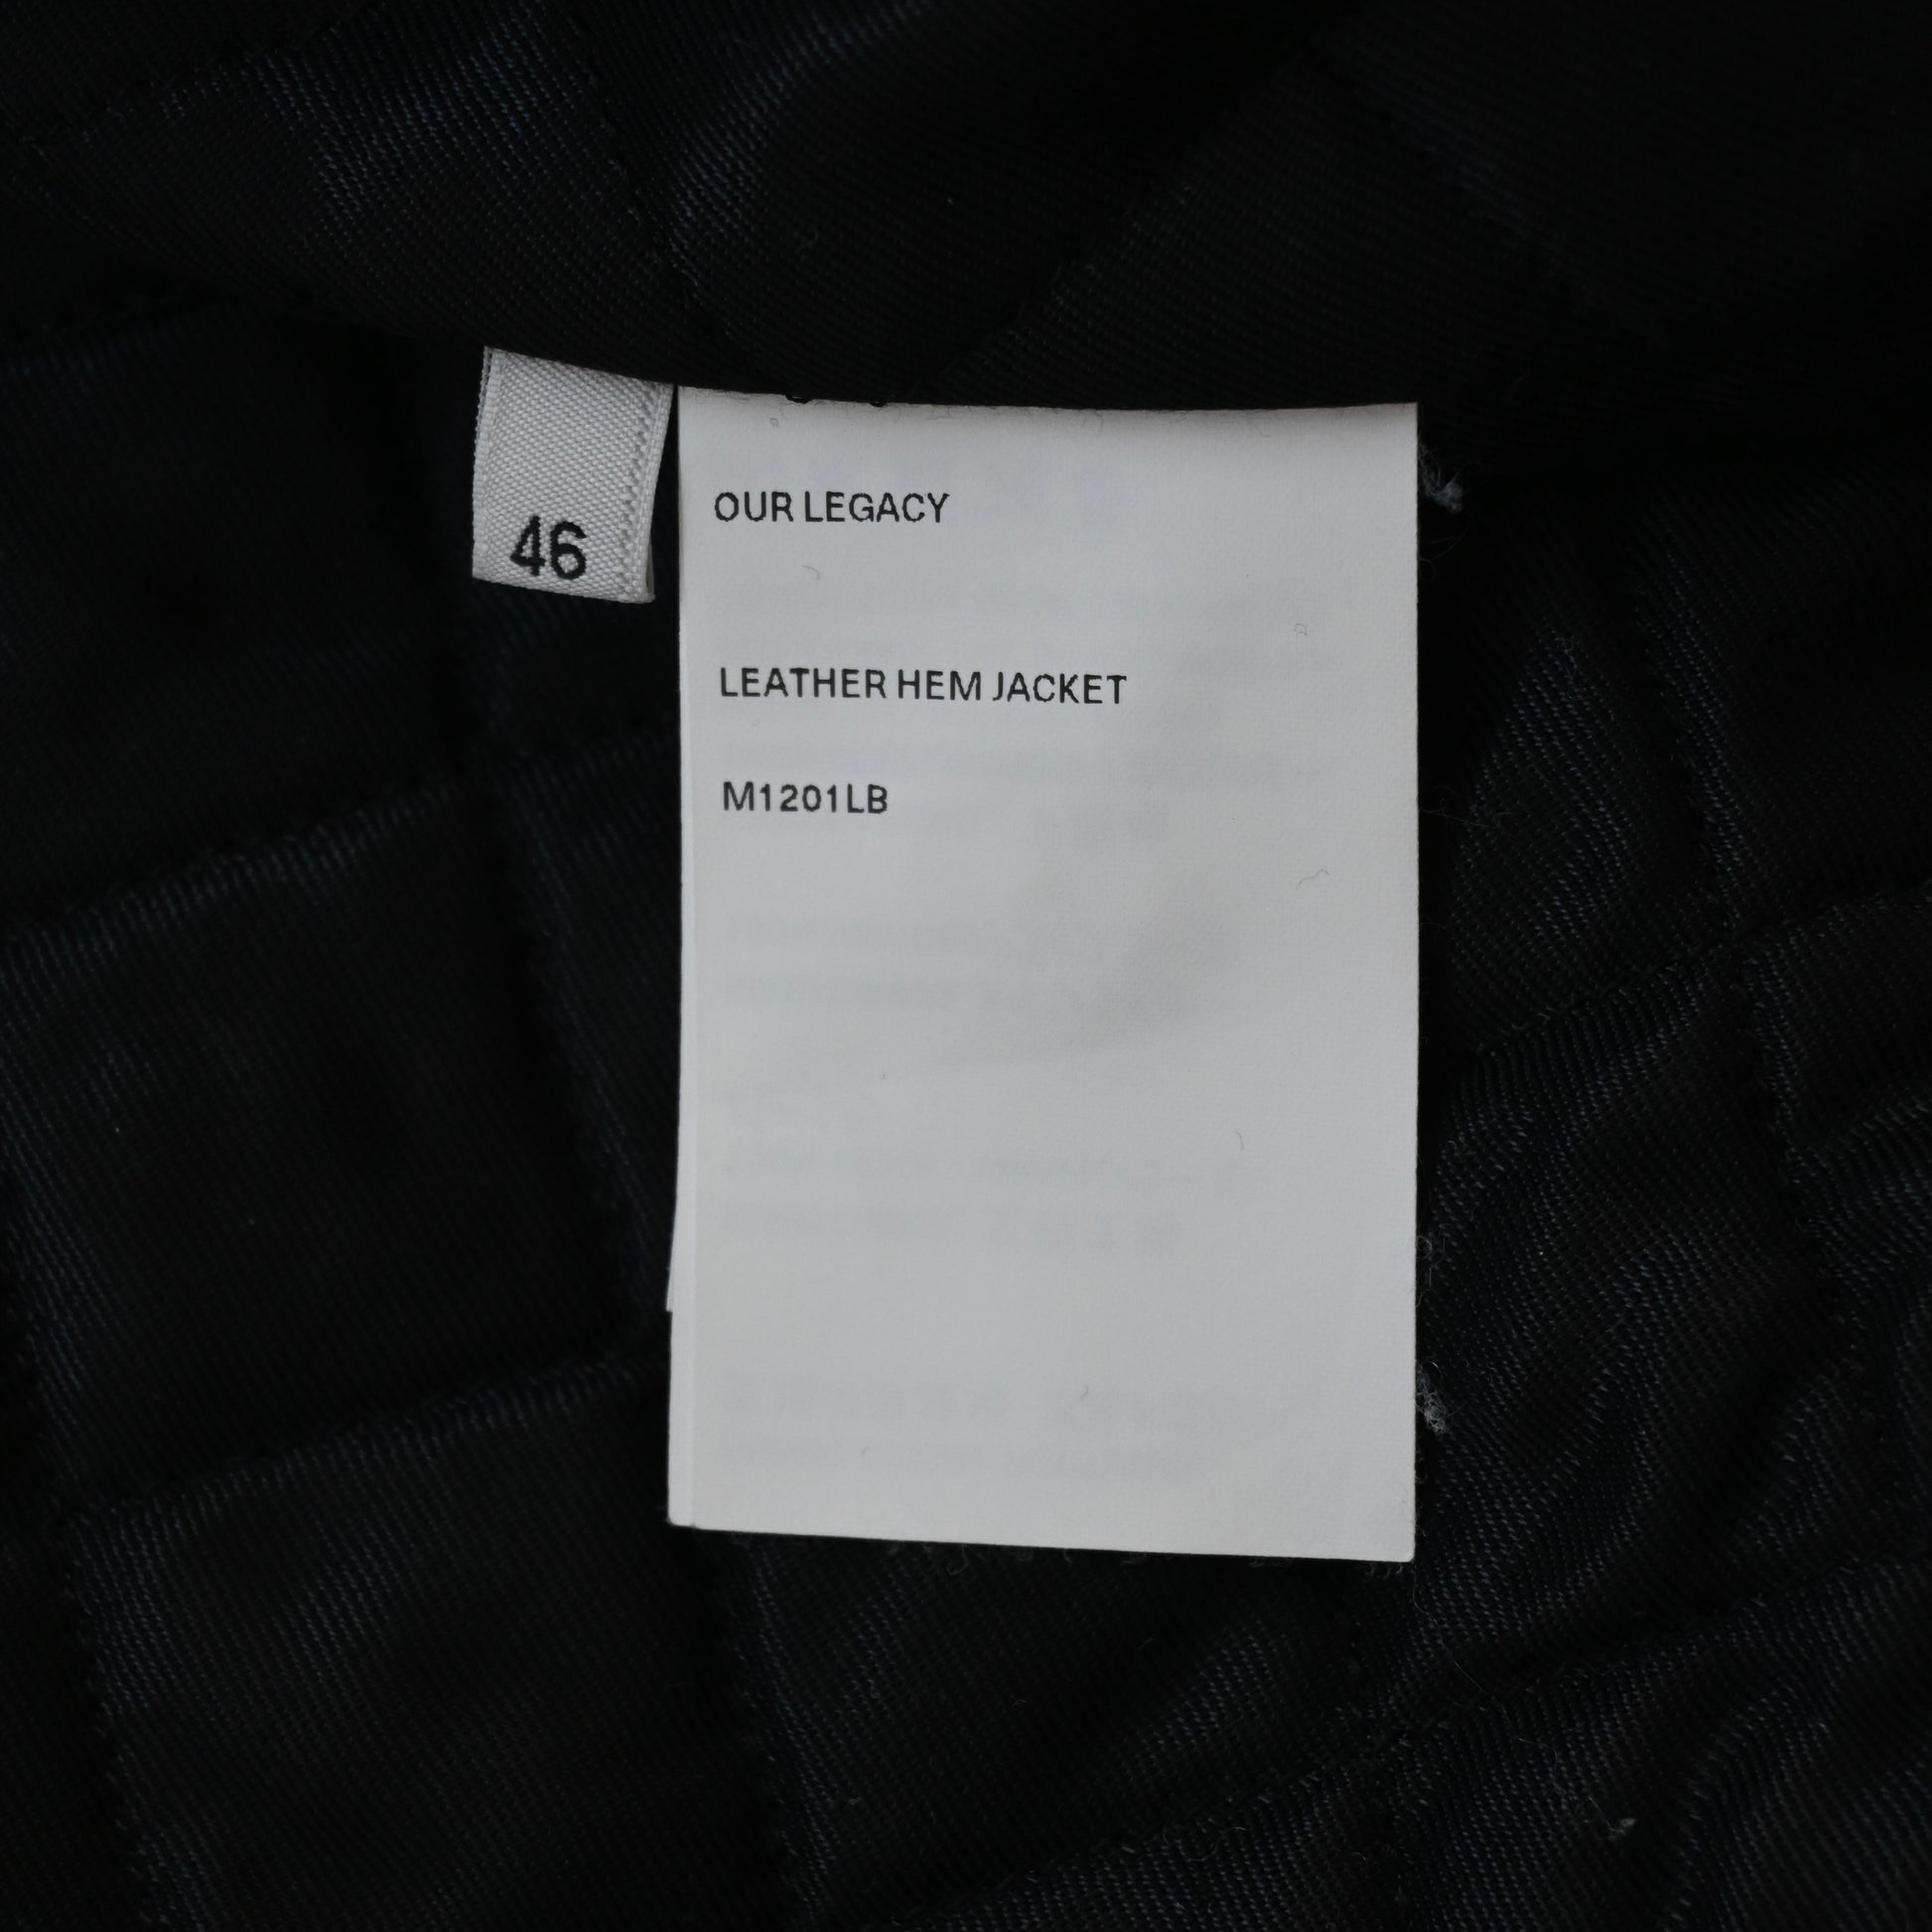 46
OUR LEGACY
LEATHER HEM JACKET
M1201LB